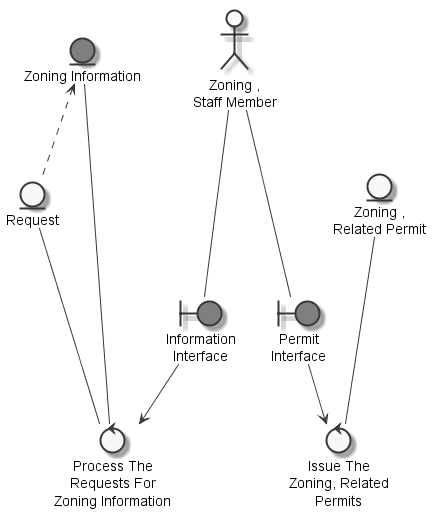 Zoning Information
Zoning ,
Staff Member
Request
Zoning ,
Related Permit
Information
Interface
Permit
Interface
Process The
Requests For
Zoning Information
Issue The
Zoning, Related
Permits